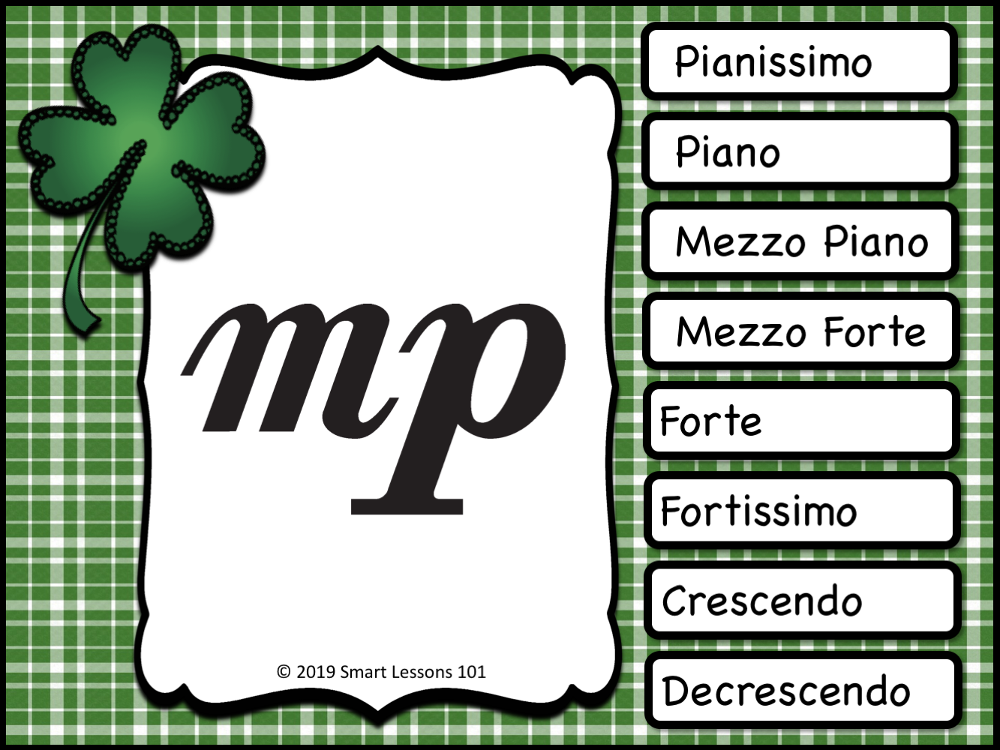 mp
© 2019 Smart Lessons 101
Pianissimo
Piano
Mezzo Piano
Mezzo Forte
Forte
Fortissimo
Crescendo
Decrescendo